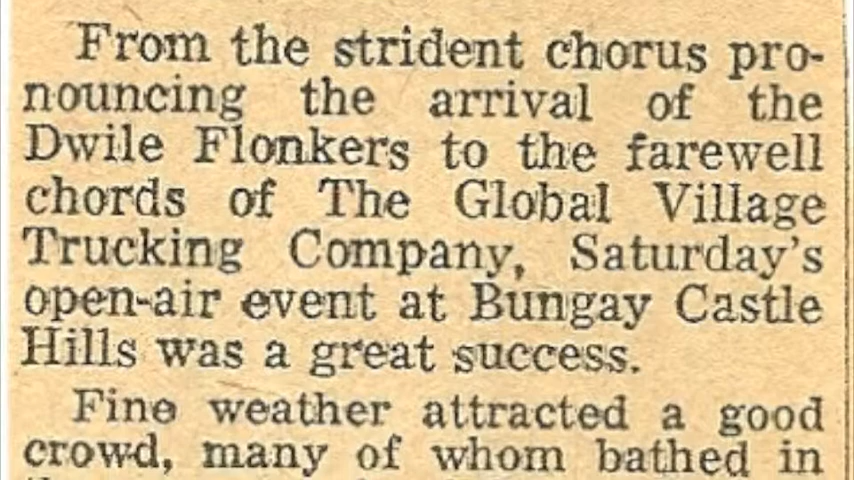 From the strident chorus pro-
nouncing the arrival of the
Dwile Flonkers to the farewell
chords of The Global Village
Trucking Company, Saturday's
open-air event at Bungay Castle
Hills was a great success.
Fine weather attracted a good
crowd, many of whom bathed in